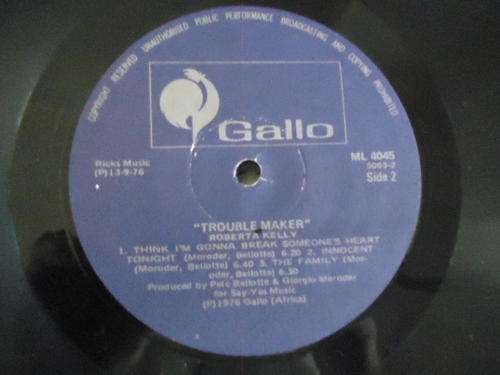 COPYRIGHT RESERVED UNAUTHORISED PUBLIC PERFORMANCE BROADCASTING AND COPYING PROHIBITED
Gallo
Ricks Music
(P)13-9-76
ML 4045
5093-2
Side 2
"TROUBLE MAKER"
ROBERTA KELLY
1. THINK I'M GONNA BREAK SOMEONE'S HEART
TONIGHT (Moroder, Bellotte) 6.20 2. INNOCENT
(Moroder, Bellotte) 6.40 3. THE FAMILY (Mor-
oder, Bellotte) 6.30
Produced by Pete Bellotte & Giorgio Moroder
for Say-Yes Music
(P)1976 Gallo (Africa)